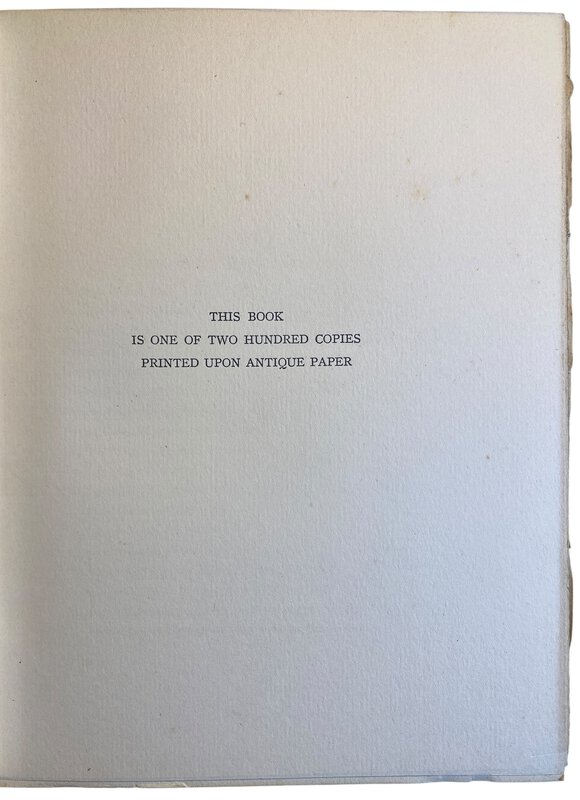 THIS BOOK
IS ONE OF TWO HUNDRED COPIES
PRINTED UPON ANTIQUE PAPER